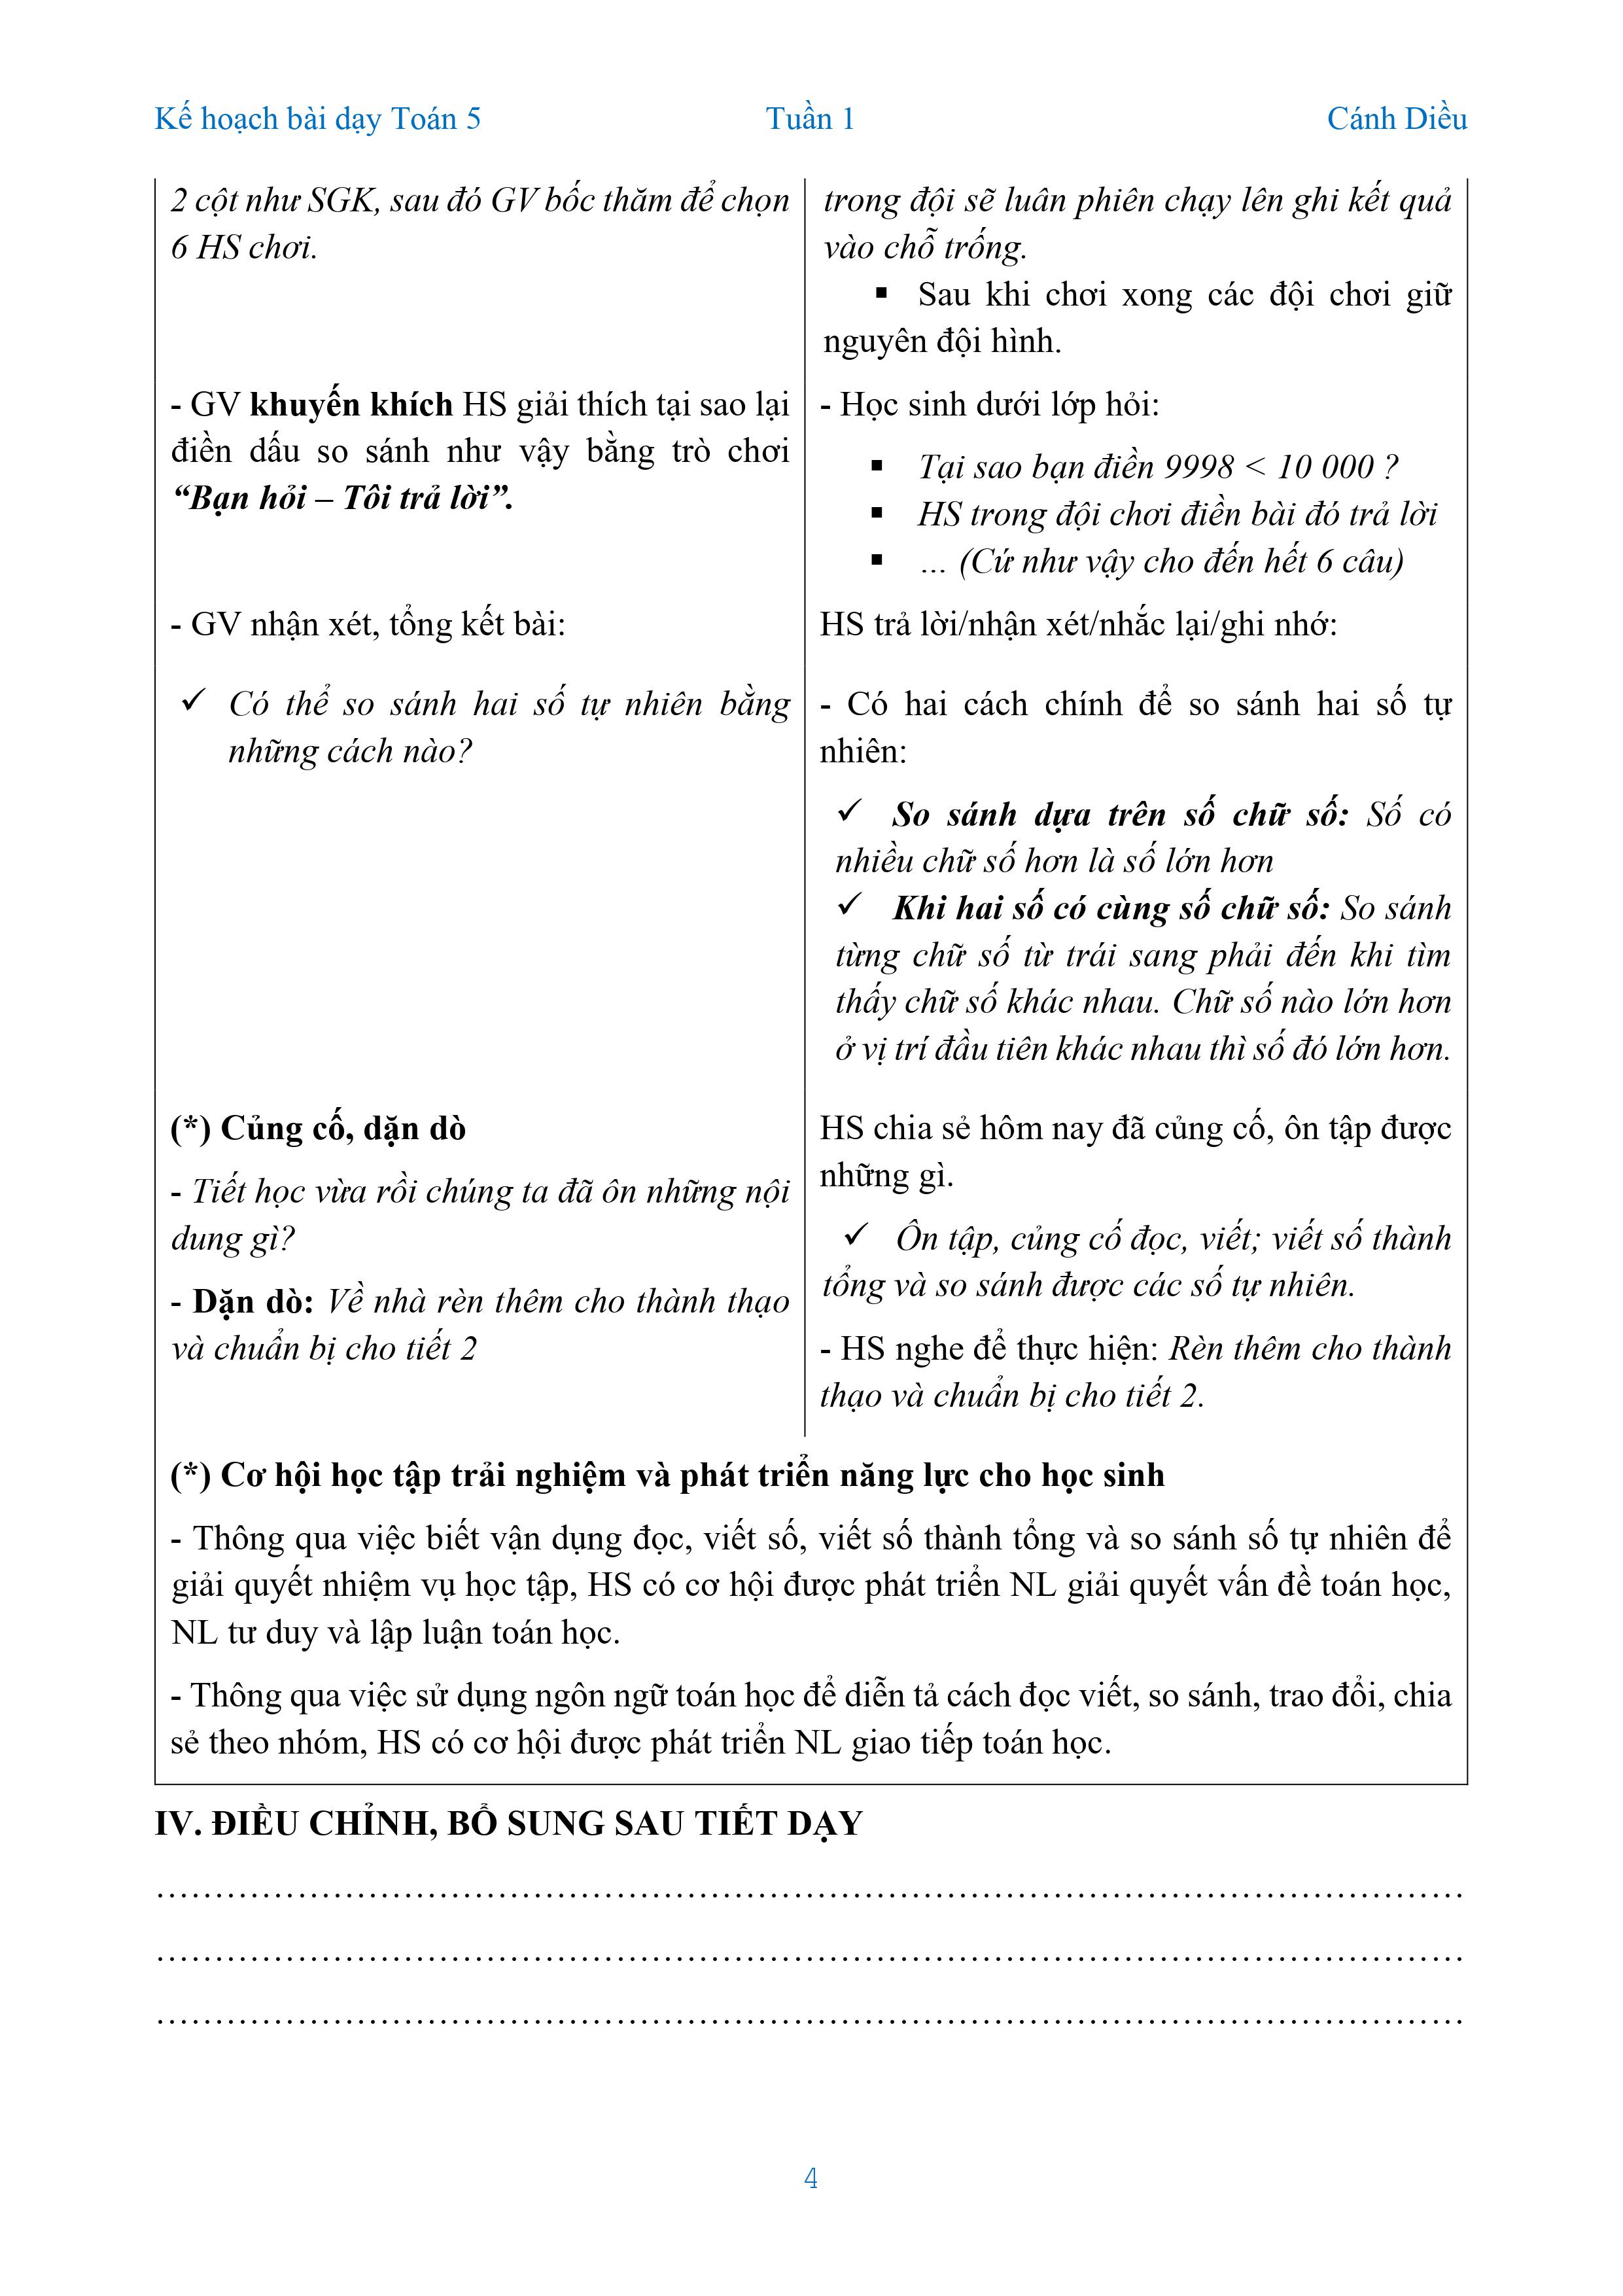 Kế hoạch bài dạy Toán 5 Tuần 1 Cánh Diều
2 cột như SGK, sau đó GV bốc thăm để chọn
6 HS chơi.
trong đội sẽ luân phiên chạy lên ghi kết quả
vào chỗ trống.
▪ Sau khi chơi xong các đội chơi giữ
nguyên đội hình.
- GV khuyến khích HS giải thích tại sao lại
điền dấu so sánh như vậy bằng trò chơi
“Bạn hỏi – Tôi trả lời”.
- Học sinh dưới lớp hỏi:
▪ Tại sao bạn điền 9998 < 10 000 ?
▪ HS trong đội chơi điền bài đó trả lời
▪ ... (Cứ như vậy cho đến hết 6 câu)
- GV nhận xét, tổng kết bài:
HS trả lời/nhận xét/nhắc lại/ghi nhớ:
✓ Có thể so sánh hai số tự nhiên bằng
những cách nào?
- Có hai cách chính để so sánh hai số tự
nhiên:
✓ So sánh dựa trên số chữ số: Số có
nhiều chữ số hơn là số lớn hơn
✓ Khi hai số có cùng số chữ số: So sánh
từng chữ số từ trái sang phải đến khi tìm
thấy chữ số khác nhau. Chữ số nào lớn hơn
ở vị trí đầu tiên khác nhau thì số đó lớn hơn.
(*) Củng cố, dặn dò
- Tiết học vừa rồi chúng ta đã ôn những nội
dung gì?
- Dặn dò: Về nhà rèn thêm cho thành thạo
và chuẩn bị cho tiết 2
HS chia sẻ hôm nay đã củng cố, ôn tập được
những gì.
✓ Ôn tập, củng cố đọc, viết; viết số thành
tổng và so sánh được các số tự nhiên.
- HS nghe để thực hiện: Rèn thêm cho thành
thạo và chuẩn bị cho tiết 2.
(*) Cơ hội học tập trải nghiệm và phát triển năng lực cho học sinh
- Thông qua việc biết vận dụng đọc, viết số, viết số thành tổng và so sánh số tự nhiên để
giải quyết nhiệm vụ học tập, HS có cơ hội được phát triển NL giải quyết vấn đề toán học,
NL tư duy và lập luận toán học.
- Thông qua việc sử dụng ngôn ngữ toán học để diễn tả cách đọc viết, so sánh, trao đổi, chia
sẻ theo nhóm, HS có cơ hội được phát triển NL giao tiếp toán học.
IV. ĐIỀU CHỈNH, BỔ SUNG SAU TIẾT DẠY
………………………………………………………………………………………………
………………………………………………………………………………………………
………………………………………………………………………………………………
4